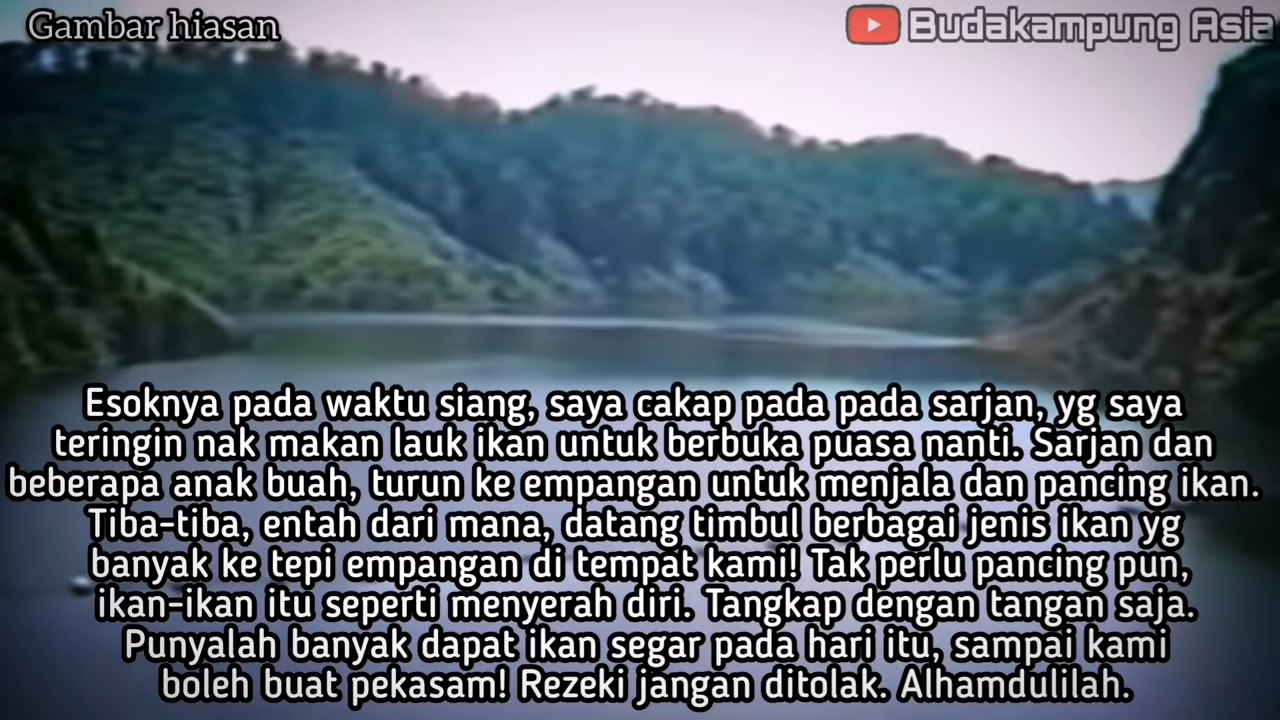 Gambar hiasan
Budakampung Asia
Esoknya pada waktu siang, saya cakap pada pada sarjan, yg saya
teringin nak makan lauk ikan untuk berbuka puasa nanti. Sarjan dan
beberapa anak buah, turun ke empangan untuk menjala dan pancing ikan.
Tiba-tiba, entah dari mana, datang timbul berbagai jenis ikan yg
banyak ke tepi empangan di tempat kami! Tak perlu pancing pun,
ikan-ikan itu seperti menyerah diri. Tangkap dengan tangan saja.
Punyalah banyak dapat ikan segar pada hari itu, sampai kami
boleh buat pekasam! Rezeki jangan ditolak. Alhamdulilah.